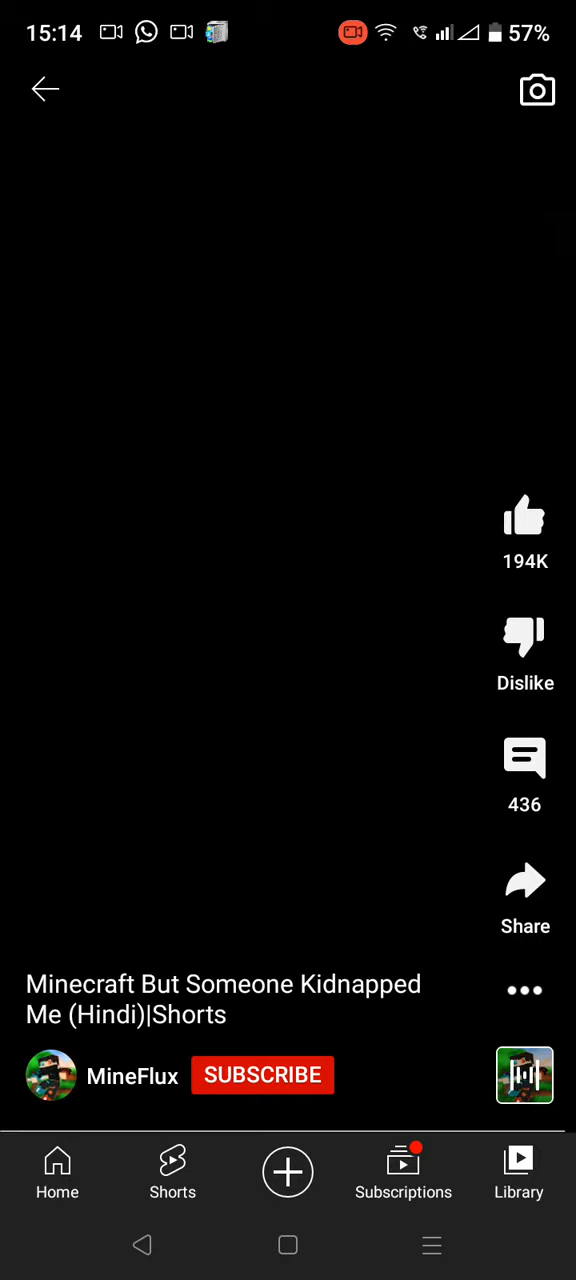 15:14
57%
194K
Dislike
436
Share
Minecraft But Someone Kidnapped
Me (Hindi)|Shorts
MineFlux
SUBSCRIBE
Home
Shorts
Subscriptions
Library